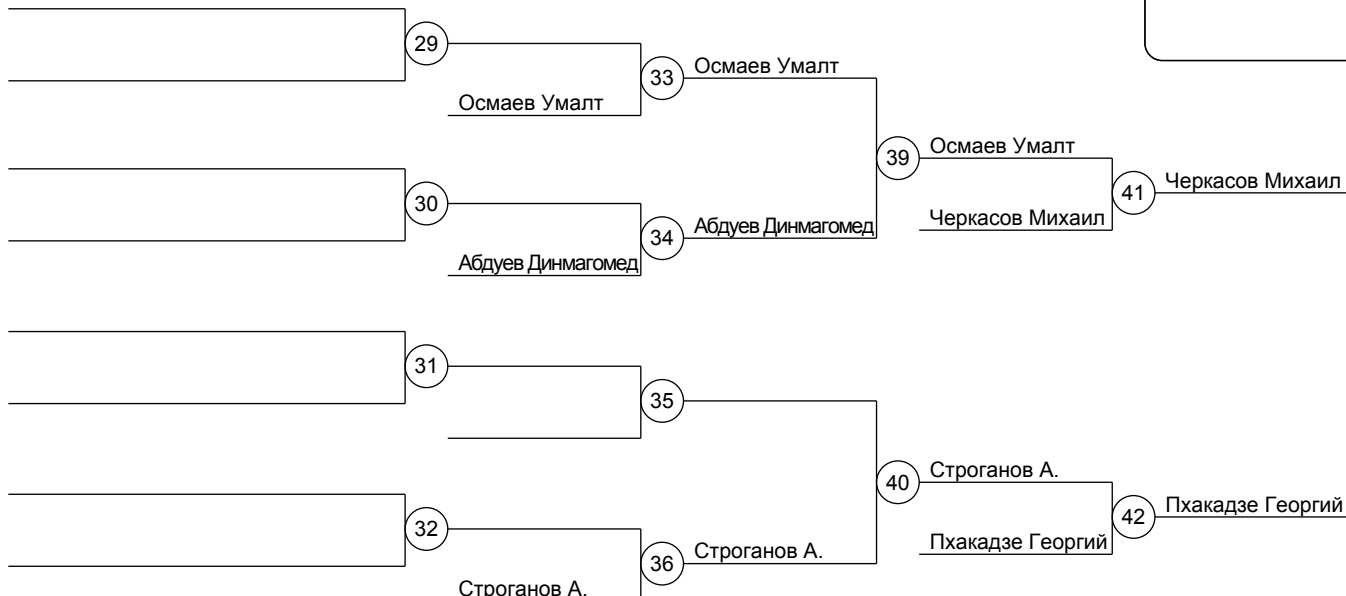 29
33
Осмаев Умалт
Осмаев Умалт
39
Осмаев Умалт
41
Черкасов Михаил
Черкасов Михаил
30
34
Абдуев Динмагомед
Абдуев Динмагомед
31
35
40
Строганов А.
42
Пхакадзе Георгий
Пхакадзе Георгий
32
36
Строганов А.
Строганов А.